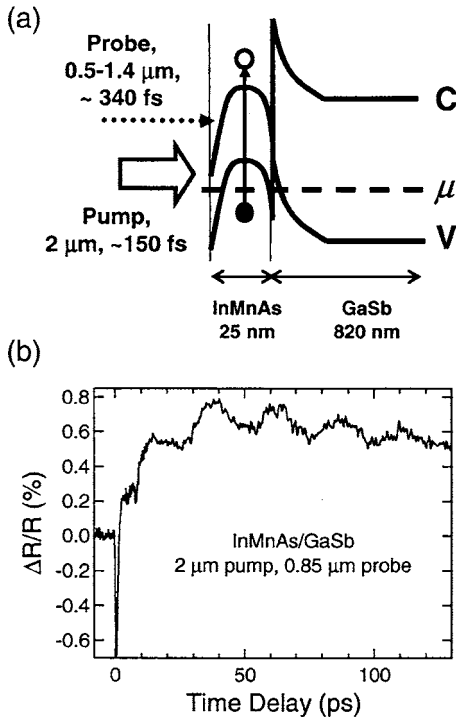 (a)
Probe,
0.5-1.4 μm,
~ 340 fs
C
μ
Pump,
2 μm, ~150 fs
V
InMnAs
25 nm
GaSb
820 nm
(b)
0.8
0.6
0.4
0.2
0.0
-0.2
-0.4
-0.6
ΔR/R (%)
InMnAs/GaSb
2 μm pump, 0.85 μm probe
0
50
100
Time Delay (ps)